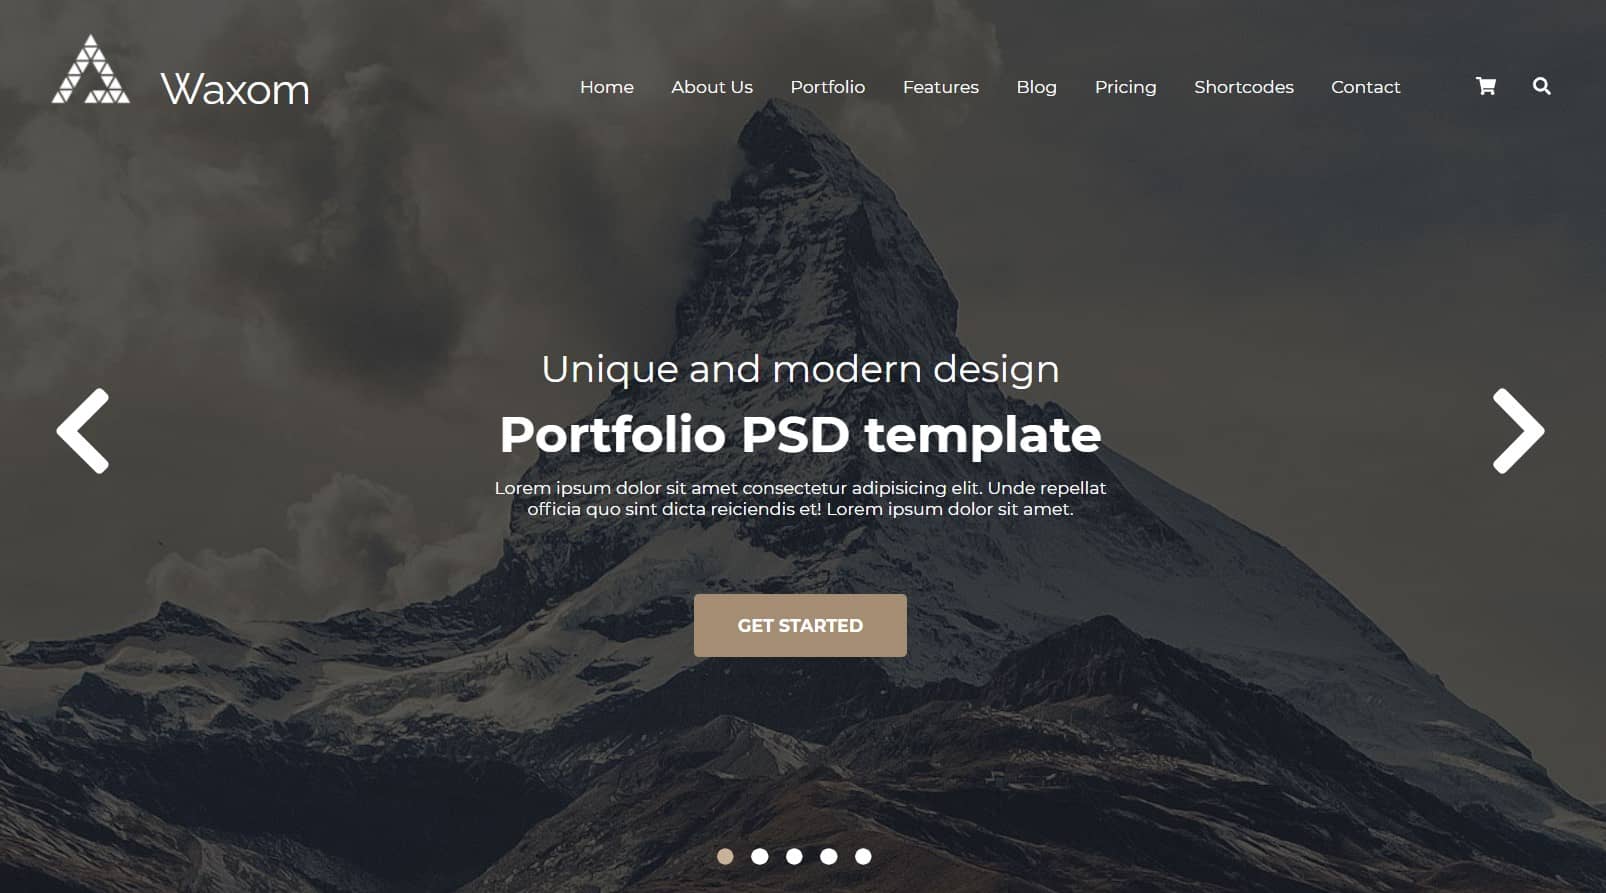 Waxom
Home About Us Portfolio Features Blog Pricing Shortcodes Contact
Unique and modern design
Portfolio PSD template
Lorem ipsum dolor sit amet consectetur adipisicing elit. Unde repellat
officia quo sint dicta reiciendis et! Lorem ipsum dolor sit amet.
GET STARTED